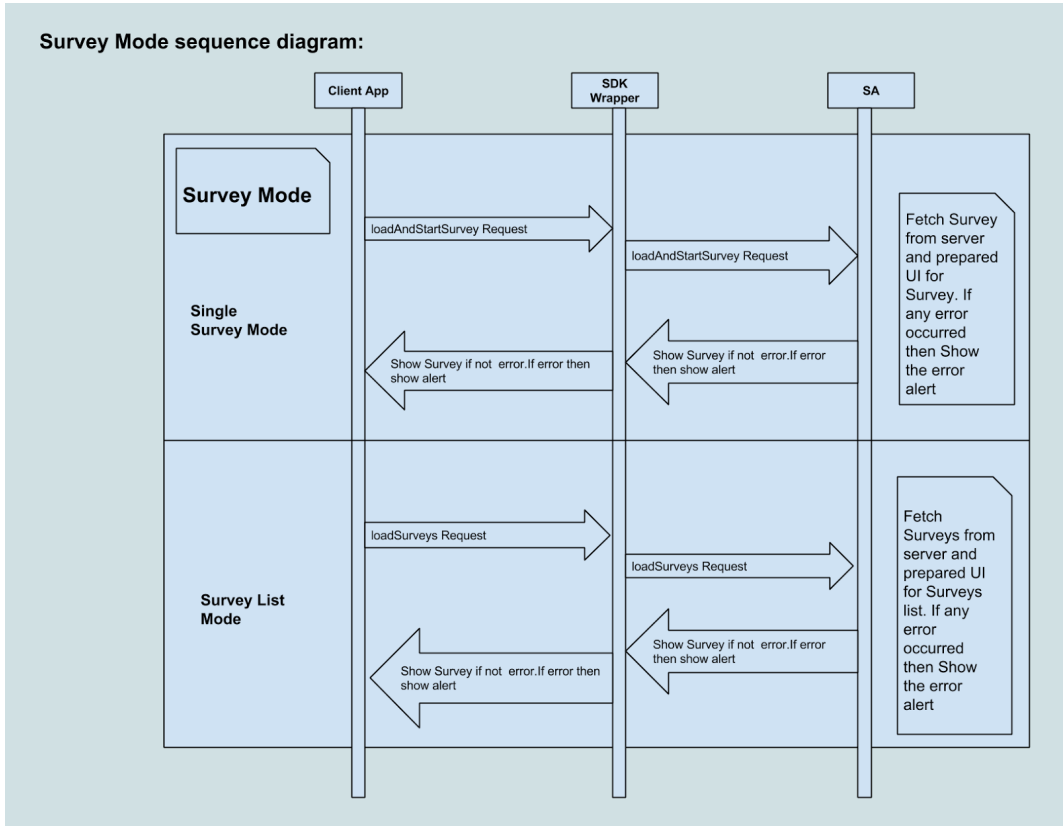 Survey Mode sequence diagram:
Client App
SDK
Wrapper
SA
Survey Mode
loadAndStartSurvey Request
loadAndStartSurvey Request
Fetch Survey
from server
and prepared
UI for
Survey. If
any error
occurred
then Show
the error
alert
Single
Survey Mode
Show Survey if not  error.If error then
show alert
Show Survey if not  error.If error
then show alert
loadSurveys Request
loadSurveys Request
Fetch
Surveys from
server and
prepared UI
for Surveys
list. If any
error
occurred
then Show
the error
alert
Survey List
Mode
Show Survey if not  error.If error then
show alert
Show Survey if not  error.If error
then show alert